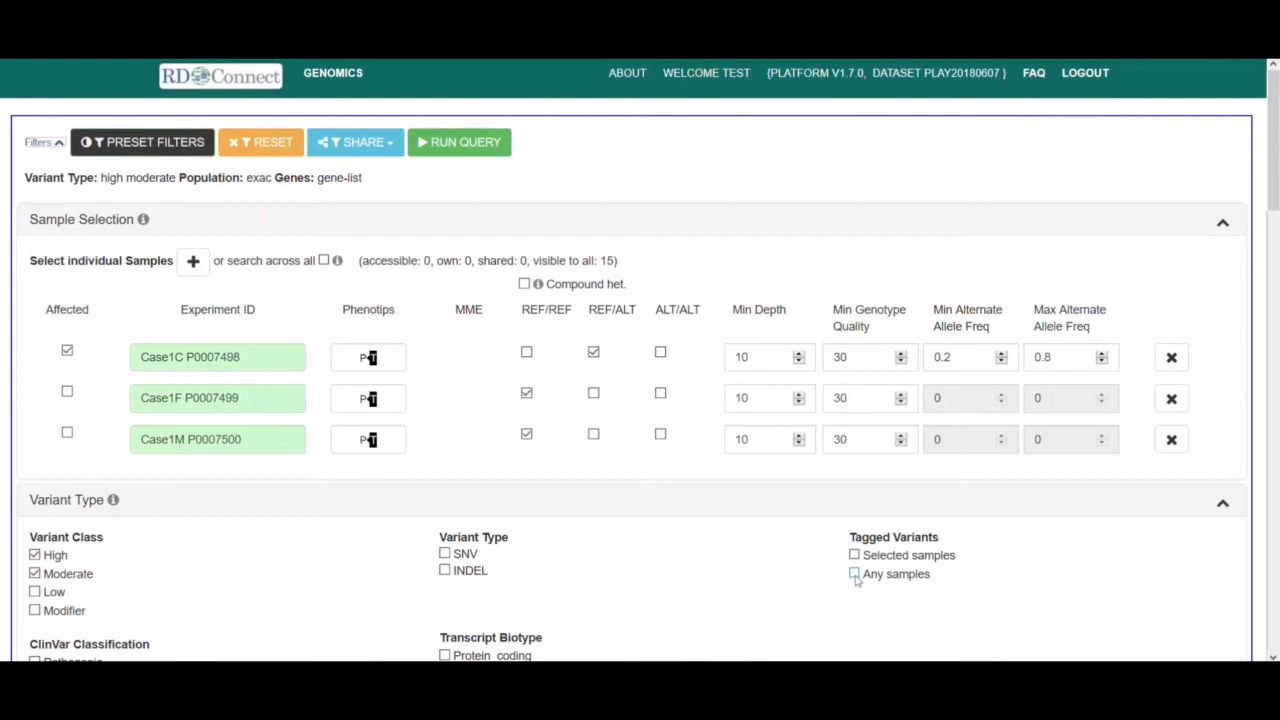 RD Connect GENOMICS ABOUT WELCOME TEST {PLATFORM V1.7.0, DATASET PLAY20180607 } FAQ LOGOUT
Filters PRESET FILTERS RESET SHARE RUN QUERY
Variant Type: high moderate Population: exac Genes: gene-list
Sample Selection
Select individual Samples + or search across all (accessible: 0, own: 0, shared: 0, visible to all: 15)
Compound het.
Affected Experiment ID Phenotips MME REF/REF REF/ALT ALT/ALT Min Depth Min Genotype Quality Min Alternate Allele Freq Max Alternate Allele Freq
Case1C P0007498 PT 10 30 0.2 0.8
Case1F P0007499 PT 10 30 0 0
Case1M P0007500 PT 10 30 0 0
Variant Type
Variant Class Variant Type Tagged Variants
High SNV Selected samples
Moderate INDEL Any samples
Low
Modifier
ClinVar Classification Transcript Biotype
Pathogenic Protein_coding